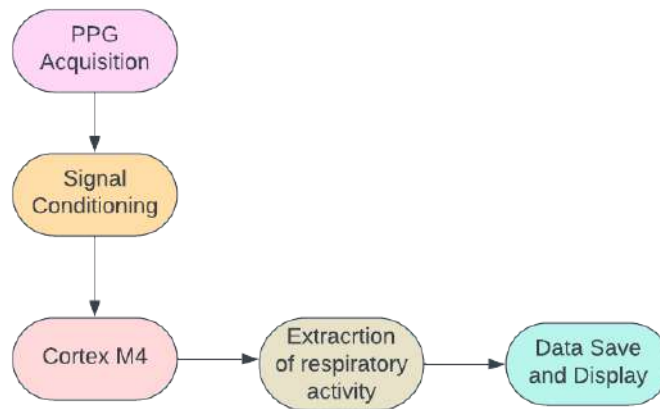 PPG
Acquisition
Signal
Conditioning
Cortex M4
Extracrtion
of respiratory
activity
Data Save
and Display